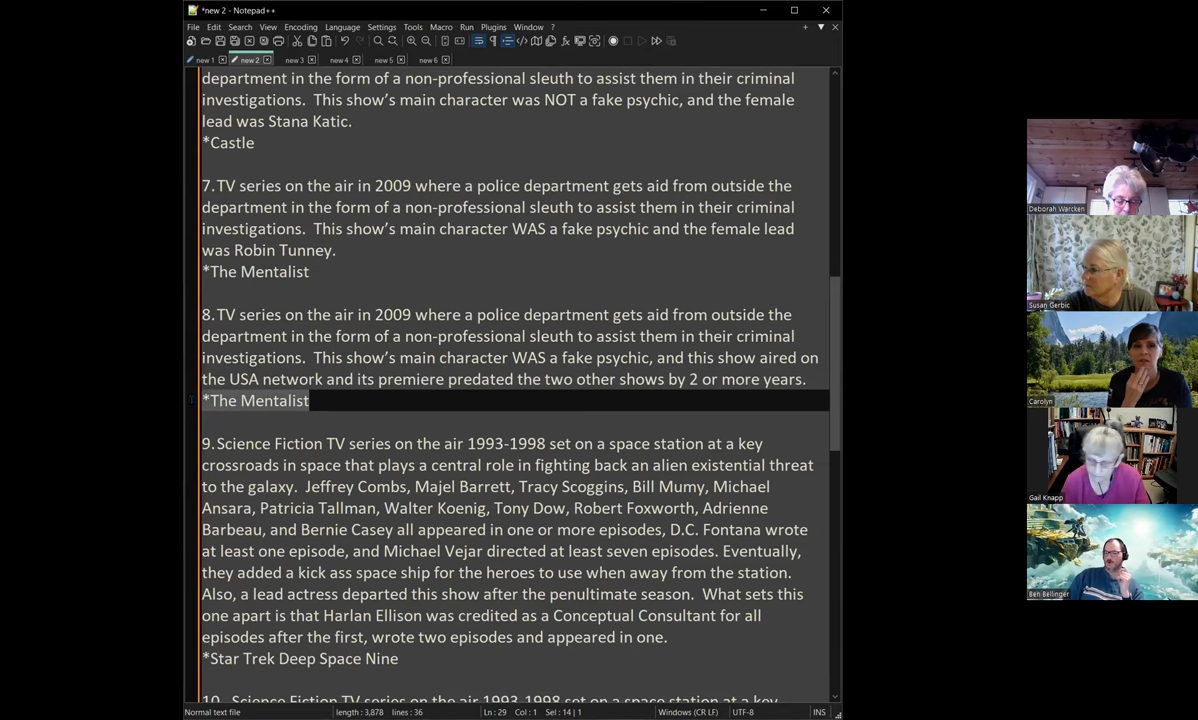 *new 2 - Notepad++
File Edit Search View Encoding Language Settings Tools Macro Run Plugins Window ?
new 1 new 2 new 3 new 4 new 5 new 6
department in the form of a non-professional sleuth to assist them in their criminal
investigations.  This show’s main character was NOT a fake psychic, and the female
lead was Stana Katic.
*Castle
7. TV series on the air in 2009 where a police department gets aid from outside the
department in the form of a non-professional sleuth to assist them in their criminal
investigations.  This show’s main character WAS a fake psychic and the female lead
was Robin Tunney.
*The Mentalist
8. TV series on the air in 2009 where a police department gets aid from outside the
department in the form of a non-professional sleuth to assist them in their criminal
investigations.  This show’s main character WAS a fake psychic, and this show aired on
the USA network and its premiere predated the two other shows by 2 or more years.
*The Mentalist
9. Science Fiction TV series on the air 1993-1998 set on a space station at a key
crossroads in space that plays a central role in fighting back an alien existential threat
to the galaxy.  Jeffrey Combs, Majel Barrett, Tracy Scoggins, Bill Mumy, Michael
Ansara, Patricia Tallman, Walter Koenig, Tony Dow, Robert Foxworth, Adrienne
Barbeau, and Bernie Casey all appeared in one or more episodes, D.C. Fontana wrote
at least one episode, and Michael Vejar directed at least seven episodes. Eventually,
they added a kick ass space ship for the heroes to use when away from the station.
Also, a lead actress departed this show after the penultimate season.  What sets this
one apart is that Harlan Ellison was credited as a Conceptual Consultant for all
episodes after the first, wrote two episodes and appeared in one.
*Star Trek Deep Space Nine
10.  Science Fiction TV series on the air 1993-1998 set on a space station at a key
Normal text file length : 3,878 lines : 36 Ln : 29 Col : 1 Sel : 14 | 1 Windows (CR LF) UTF-8 INS
Deborah Warcken
Susan Gerbic
Carolyn
Gail Knapp
Ben Bellinger